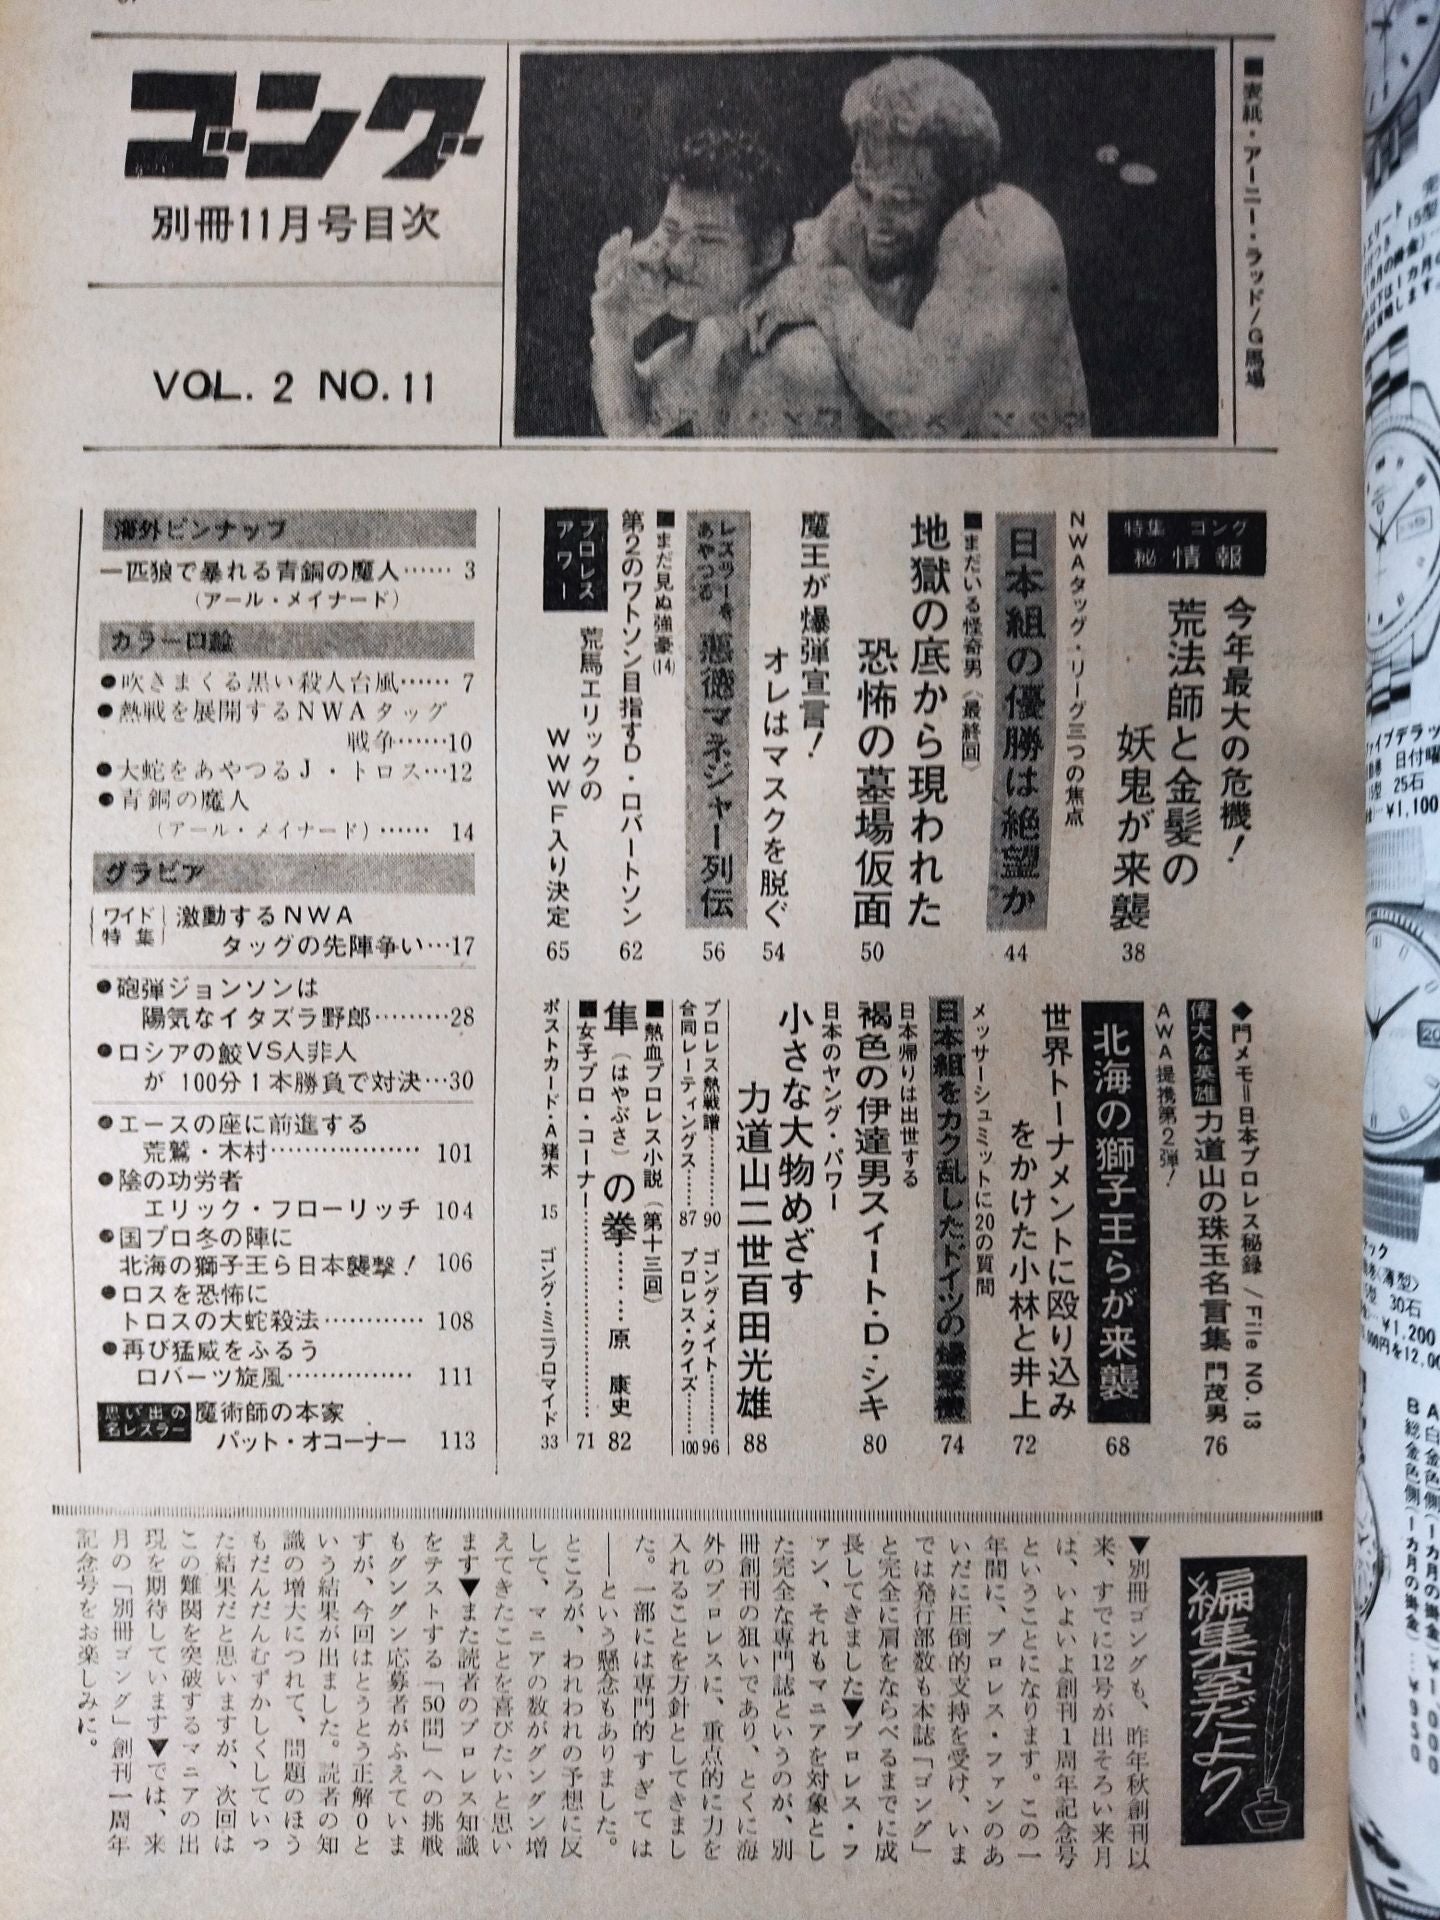 ゴング
別冊11月号目次
VOL. 2 NO. 11
■表紙・アーニー・ラッド/G馬場
特集 ゴング
秘 情報
今年最大の危機!
荒法師と金髪の
妖鬼が来襲 38
NWAタッグ・リーグ三つの焦点
日本組の優勝は絶望か 44
■まだいる怪奇男〈最終回〉
地獄の底から現われた
恐怖の墓場仮面 50
魔王が爆弾宣言!
オレはマスクを脱ぐ 54
レスラーを
あやつる
悪徳マネジャー列伝 56
■まだ見ぬ強豪(14)
第2のワトソン目指すD・ロバートソン 62
プロレス
アワー
荒馬エリックの
WWWF入り決定 65
◆門メモ=日本プロレス秘録/File NO.13
偉大な英雄 力道山の珠玉名言集 門茂男 76
AWA提携第2弾!
北海の獅子王らが来襲 68
世界トーナメントに殴り込み
をかけた小林と井上 72
メッサーシュミットに20の質問
日本組をカク乱したドイツの爆撃機 74
日本帰りは出世する
褐色の伊達男スイート・D・シキ 80
日本のヤング・パワー
小さな大物めざす
力道山二世百田光雄 88
プロレス熱戦譜………90 ゴング・メイト………96
合同レーティングス……87 プロレス・クイズ……100
■熱血プロレス小説(第十三回)
隼(はやぶさ)の拳………原 康史 82
■女子プロ・コーナー………………71
ポストカード・A猪木 15 ゴング・ミニブロマイド 33
海外ピンナップ
一匹狼で暴れる青銅の魔人…… 3
(アール・メイナード)
カラー口絵
●吹きまくる黒い殺人台風…… 7
●熱戦を展開するNWAタッグ
戦争……10
●大蛇をあやつるJ・トロス…12
●青銅の魔人
(アール・メイナード)…… 14
グラビア
ワイド
特集
激動するNWA
タッグの先陣争い…17
●砲弾ジョンソンは
陽気なイタズラ野郎………28
●ロシアの鮫VS人非人
が 100分1本勝負で対決…30
●エースの座に前進する
荒鷲・木村……………… 101
●陰の功労者
エリック・フローリッチ 104
●国プロ冬の陣に
北海の獅子王ら日本襲撃! 106
●ロスを恐怖に
トロスの大蛇殺法………… 108
●再び猛威をふるう
ロバーツ旋風…………… 111
思い出の
名レスラー
魔術師の本家
パット・オコーナー 113
編集室だより
▼別冊ゴングも、昨年秋創刊以
来、すでに12号が出そろい来月
は、いよいよ創刊1周年記念号
ということになります。この一
年間に、プロレス・ファンのあ
いだに圧倒的支持を受け、いま
では発行部数も本誌「ゴング」
と完全に肩をならべるまでに成
長してきました▼プロレス・フ
ァン、それもマニアを対象とし
た完全な専門誌というのが、別
冊創刊の狙いであり、とくに海
外のプロレスに、重点的に力を
入れることを方針としてきまし
た。一部には専門的すぎては
――という懸念もありました。
ところが、われわれの予想に反
して、マニアの数がグングン増
えてきたことを喜びたいと思い
ます▼また読者のプロレス知識
をテストする「50問」への挑戦
もグングン応募者がふえていま
すが、今回はとうとう正解0と
いう結果が出ました。読者の知
識の増大につれて、問題のほう
もだんだんむずかしくしていっ
た結果だと思いますが、次回は
この難関を突破するマニアの出
現を期待しています▼では、来
月の「別冊ゴング」創刊一周年
記念号をお楽しみに。